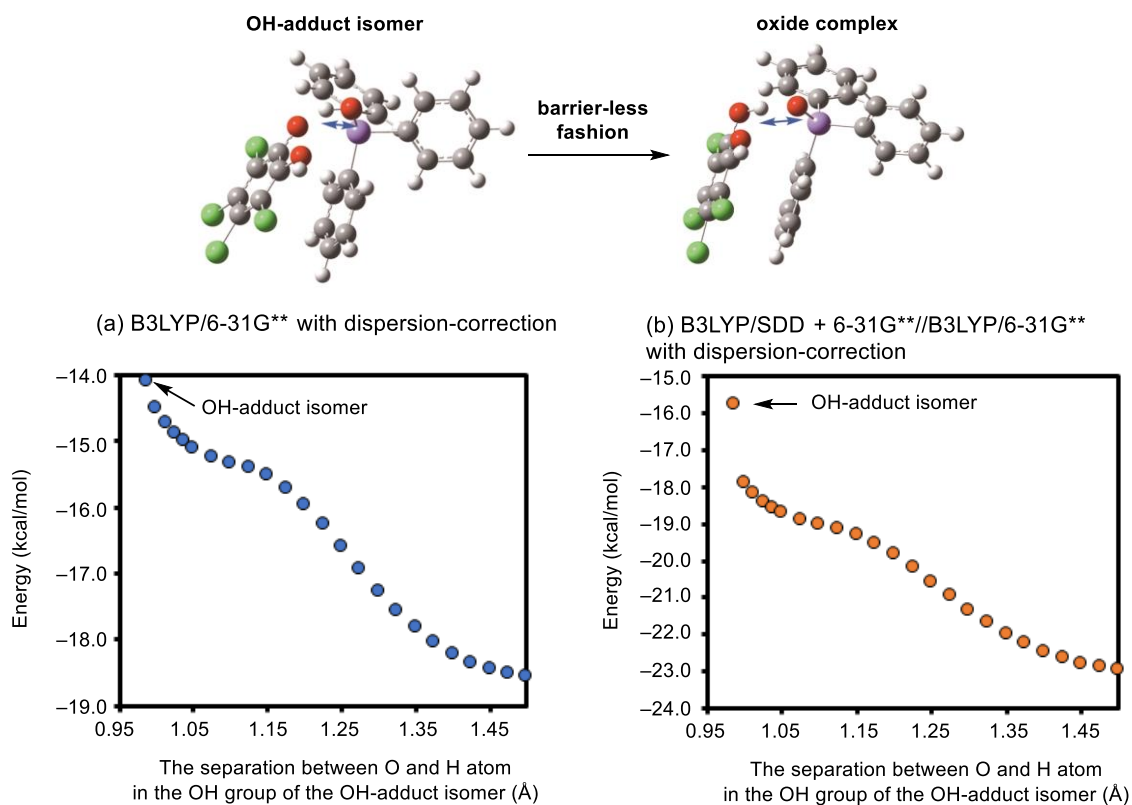 OH-adduct isomer
oxide complex
barrier-less
fashion
(a) B3LYP/6-31G** with dispersion-correction
–14.0
–15.0
–16.0
–17.0
–18.0
–19.0
Energy (kcal/mol)
OH-adduct isomer
0.95
1.05
1.15
1.25
1.35
1.45
The separation between O and H atom
in the OH group of the OH-adduct isomer (Å)
(b) B3LYP/SDD + 6-31G**//B3LYP/6-31G**
with dispersion-correction
–15.0
–16.0
–17.0
–18.0
–19.0
–20.0
–21.0
–22.0
–23.0
–24.0
Energy (kcal/mol)
OH-adduct isomer
0.95
1.05
1.15
1.25
1.35
1.45
The separation between O and H atom
in the OH group of the OH-adduct isomer (Å)